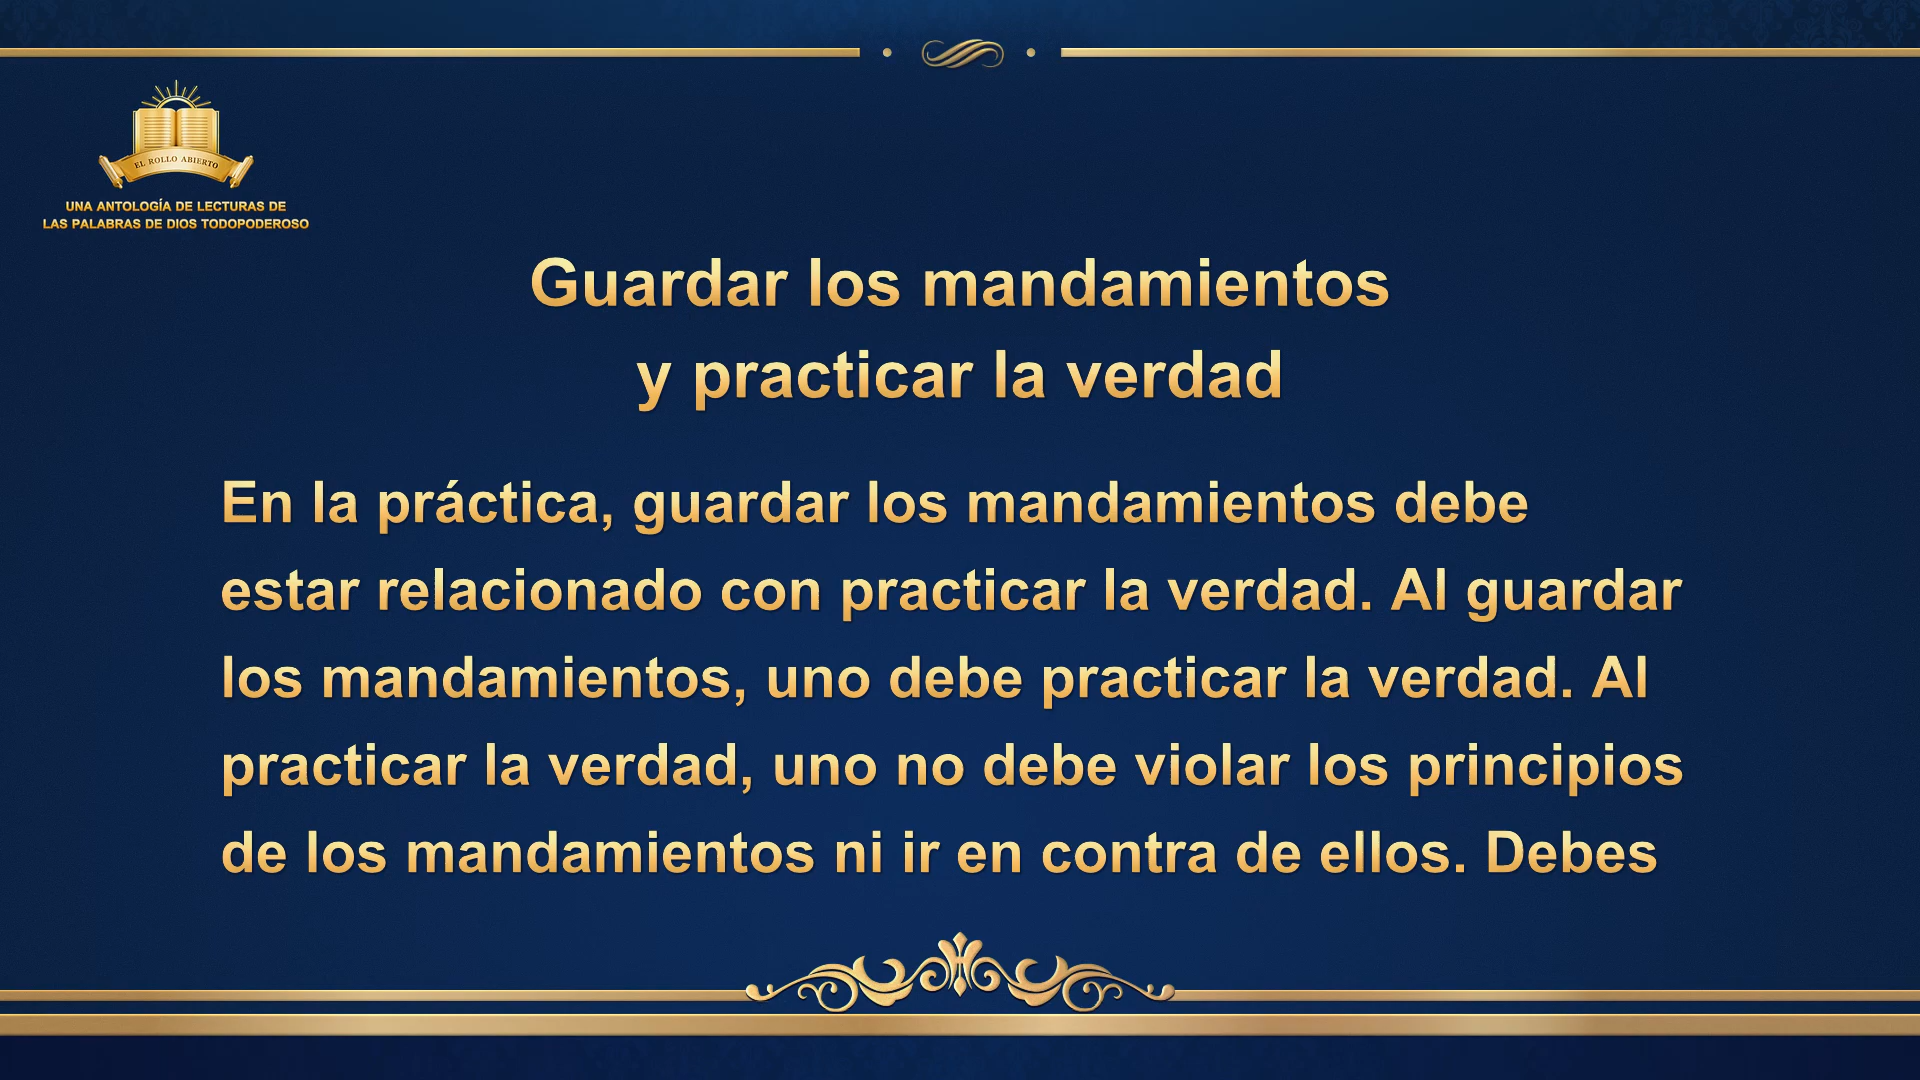 EL ROLLO ABIERTO
UNA ANTOLOGÍA DE LECTURAS DE
LAS PALABRAS DE DIOS TODOPODEROSO
Guardar los mandamientos
y practicar la verdad
En la práctica, guardar los mandamientos debe
estar relacionado con practicar la verdad. Al guardar
los mandamientos, uno debe practicar la verdad. Al
practicar la verdad, uno no debe violar los principios
de los mandamientos ni ir en contra de ellos. Debes